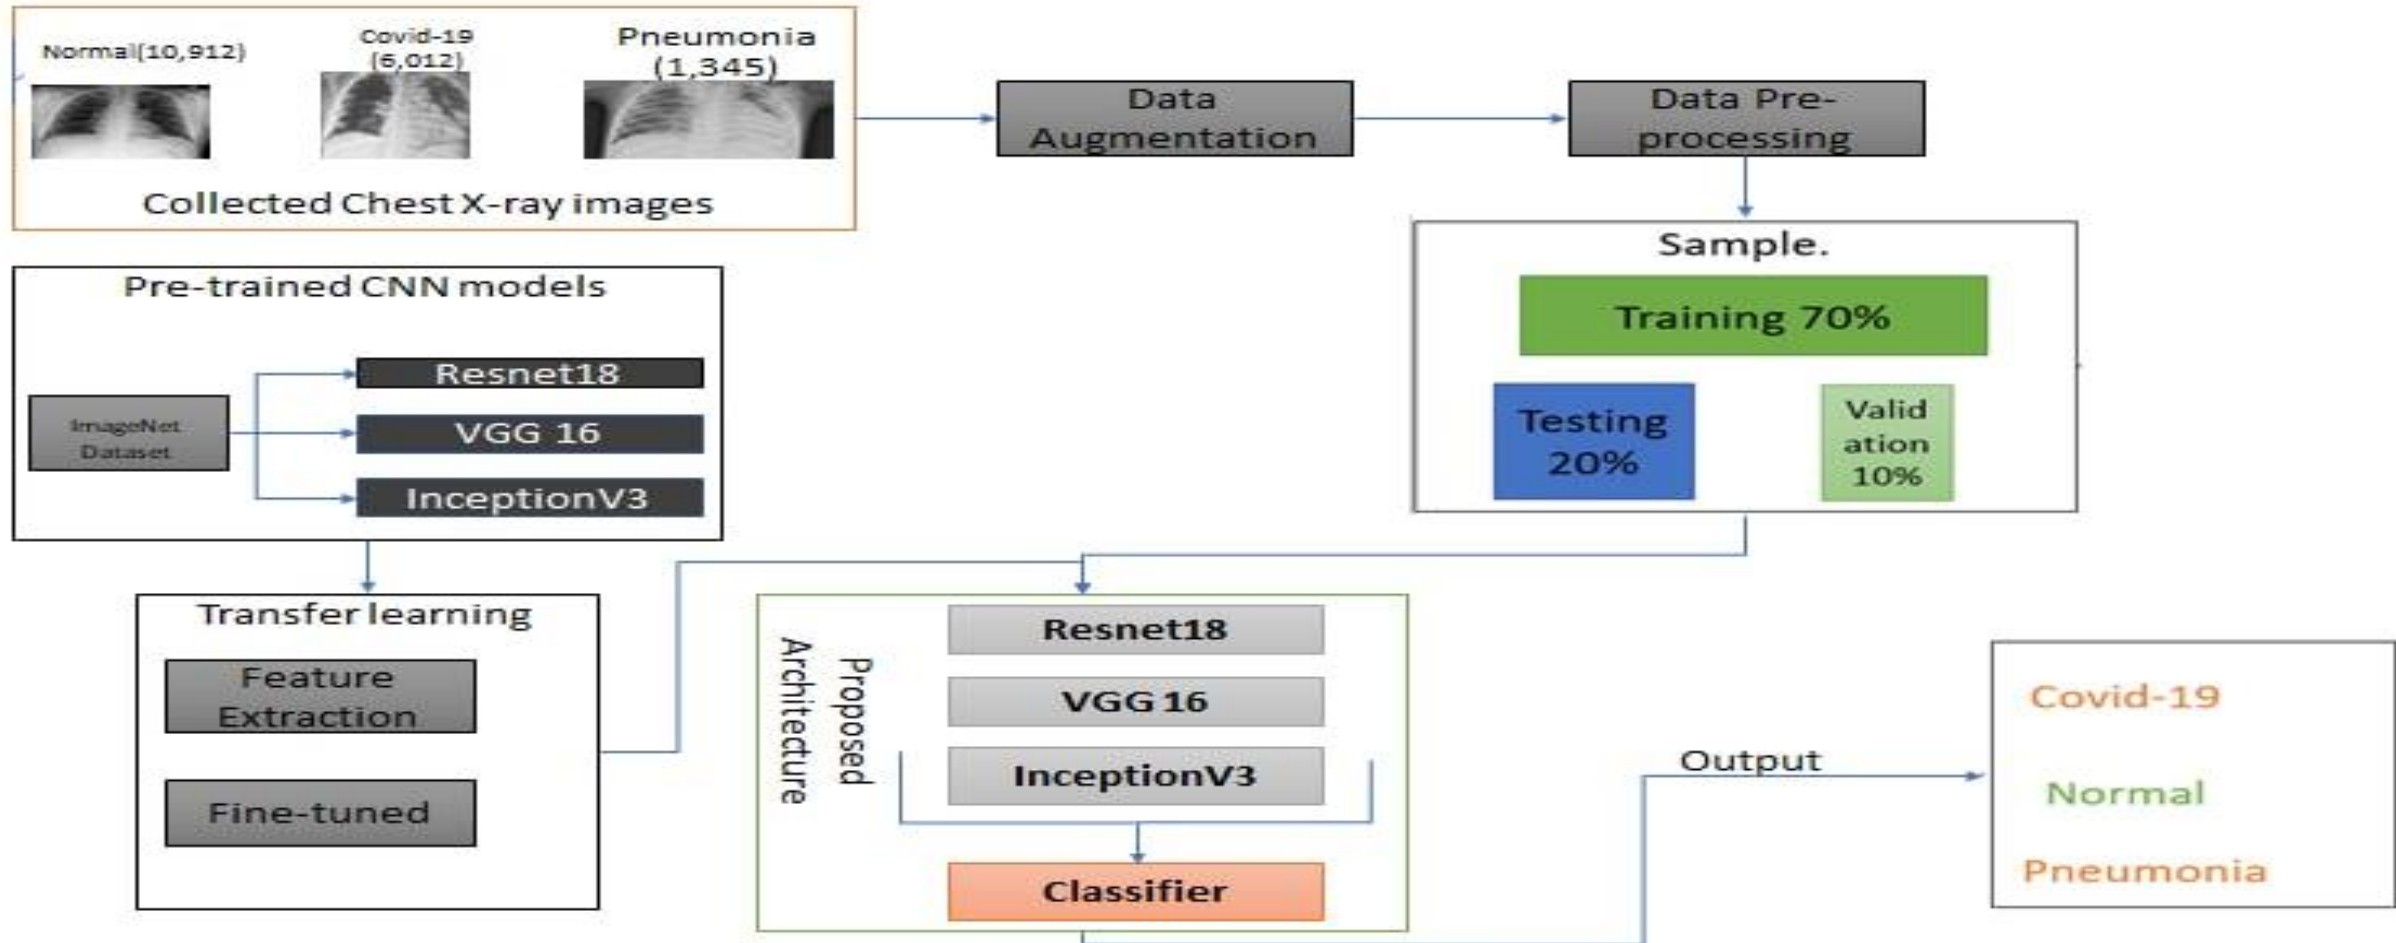 Normal(10,912)
Covid-19
(6,012)
Pneumonia
(1,345)
Collected Chest X-ray images
Data
Augmentation
Data Pre-
processing
Sample.
Training 70%
Testing
20%
Valid
ation
10%
Pre-trained CNN models
ImageNet
Dataset
Resnet18
VGG 16
InceptionV3
Transfer learning
Feature
Extraction
Fine-tuned
Proposed
Architecture
Resnet18
VGG 16
InceptionV3
Classifier
Output
Covid-19
Normal
Pneumonia